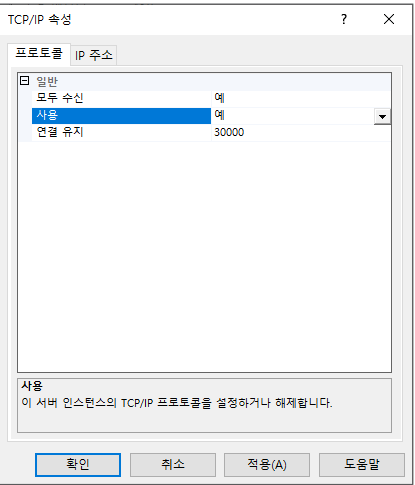 TCP/IP 속성
?
프로토콜 IP 주소
일반
모두 수신 예
사용 예
연결 유지 30000
사용
이 서버 인스턴스의 TCP/IP 프로토콜을 설정하거나 해제합니다.
확인 취소 적용(A) 도움말